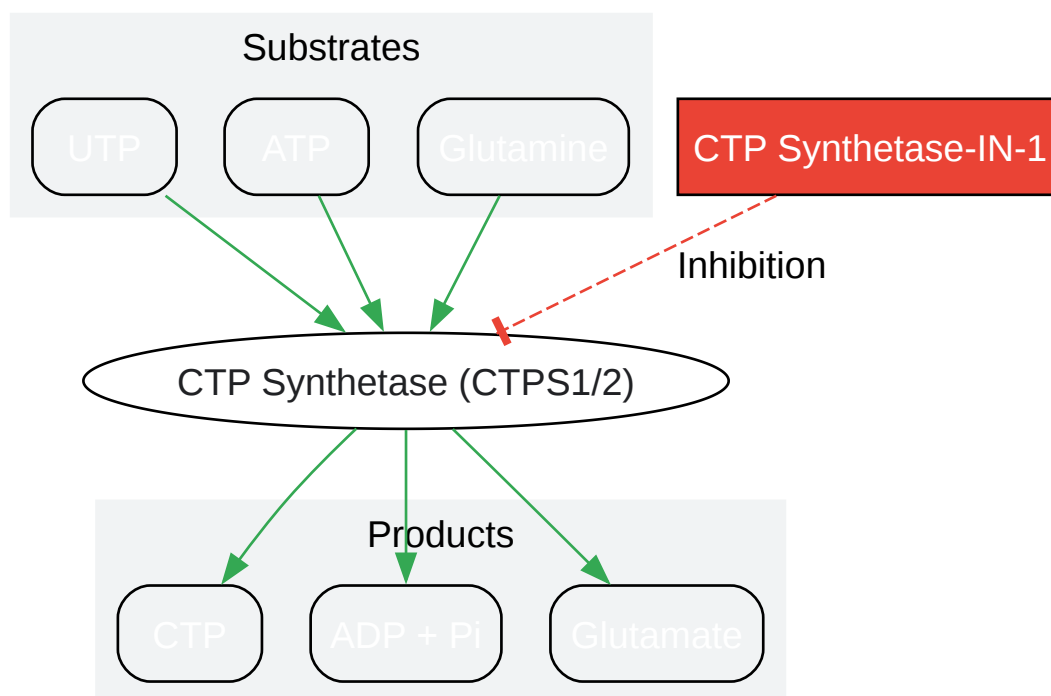 Substrates
UTP
ATP
Glutamine
CTP Synthetase-IN-1
Inhibition
CTP Synthetase (CTPS1/2)
Products
CTP
ADP + Pi
Glutamate